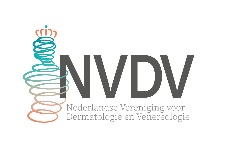 NVDV
Nederlandse Vereniging voor
Dermatologie en Venereologie